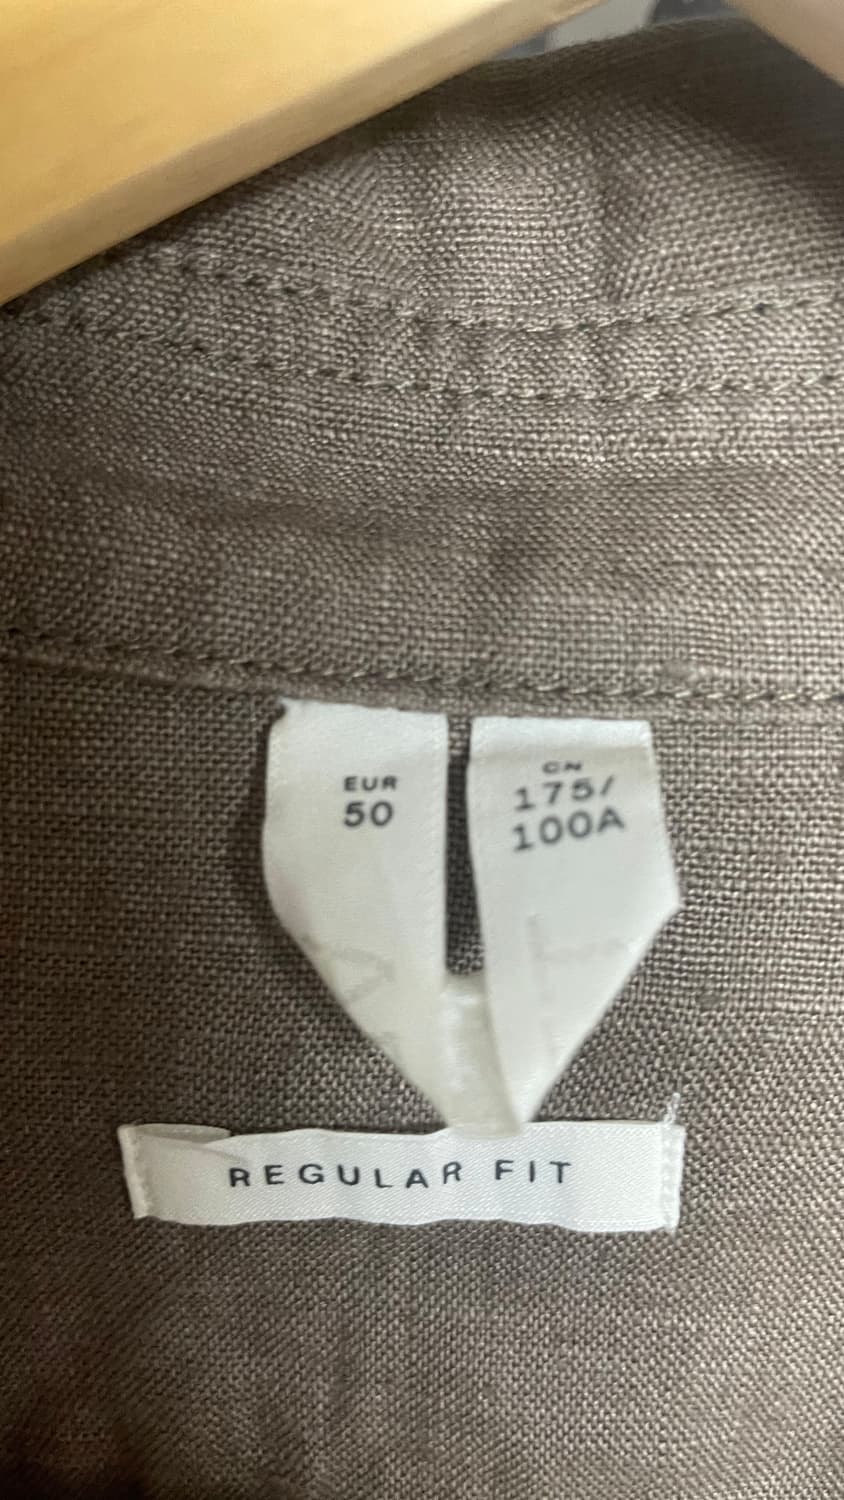 EUR
50
CN
175/
100A
REGULAR FIT